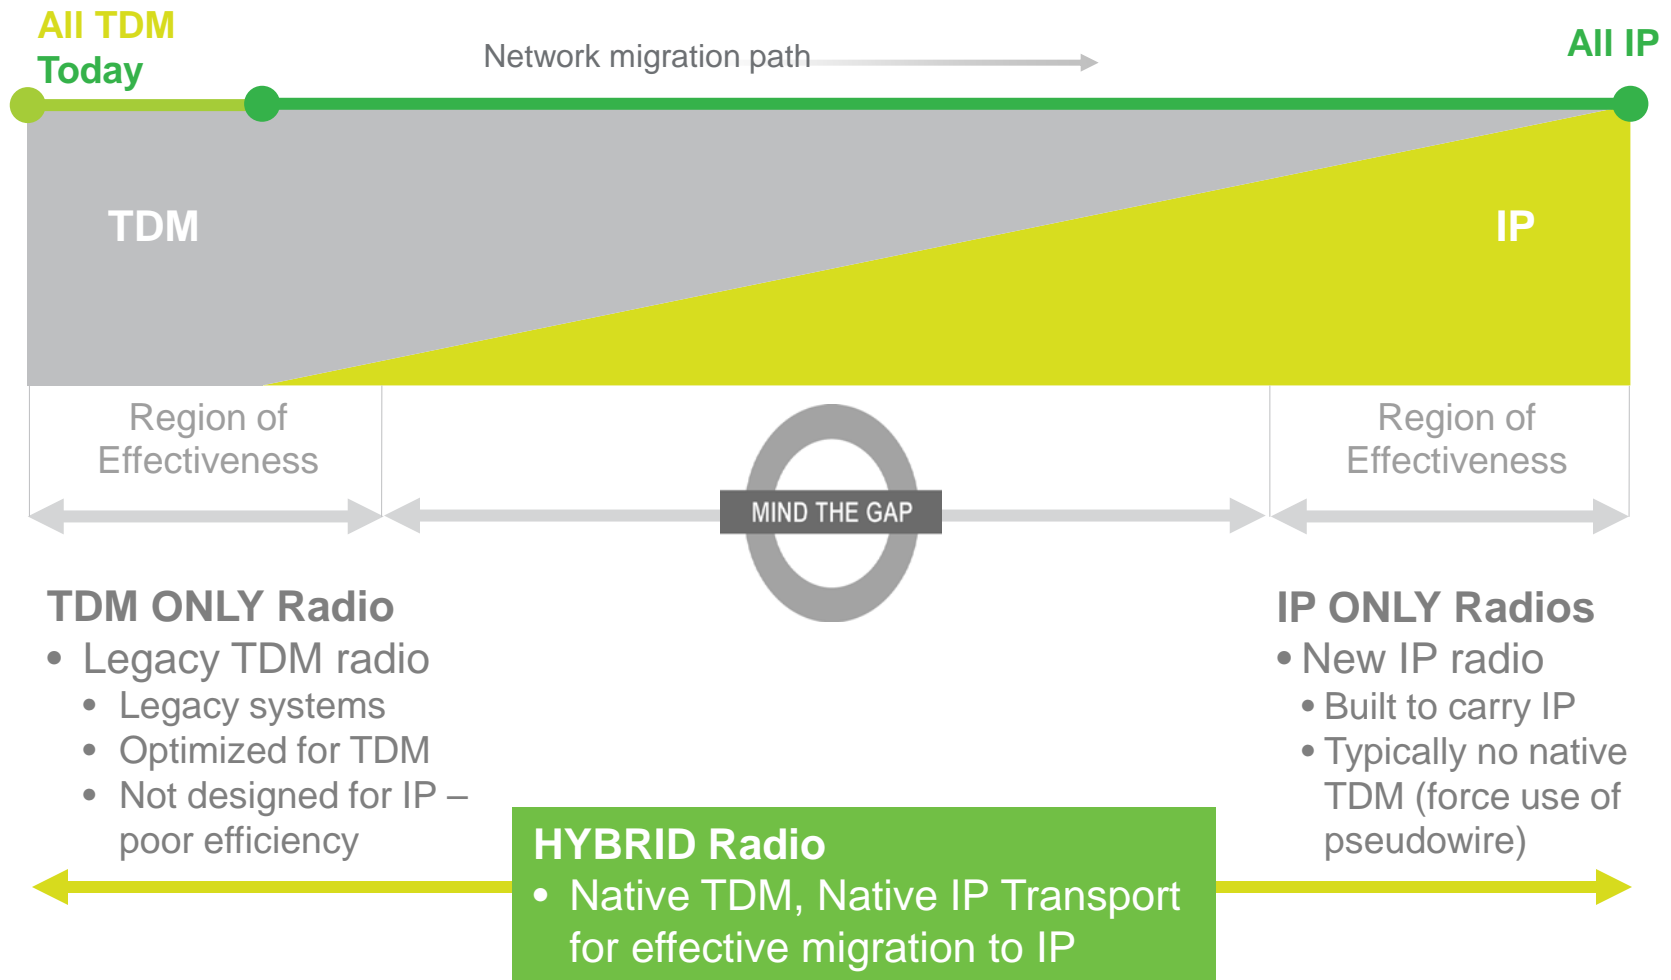 All TDM
Today
Network migration path
All IP
TDM
IP
Region of
Effectiveness
MIND THE GAP
Region of
Effectiveness
TDM ONLY Radio
• Legacy TDM radio
• Legacy systems
• Optimized for TDM
• Not designed for IP –
poor efficiency
IP ONLY Radios
• New IP radio
• Built to carry IP
• Typically no native
TDM (force use of
pseudowire)
HYBRID Radio
• Native TDM, Native IP Transport
for effective migration to IP